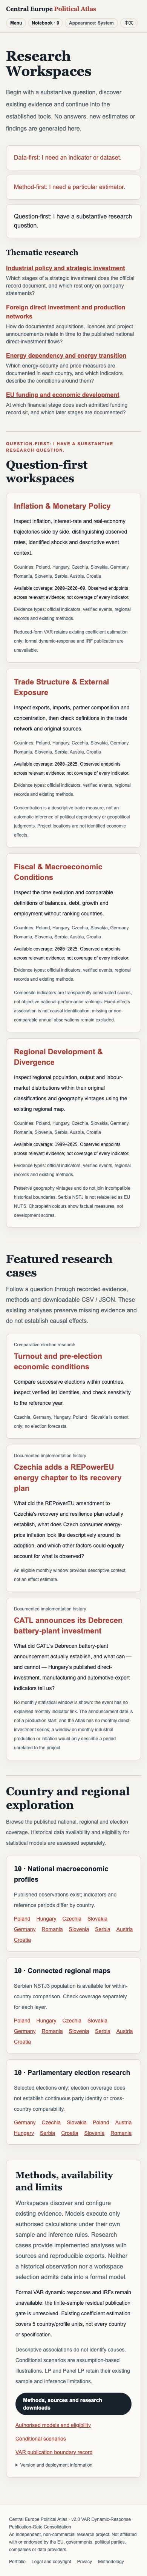 Central Europe Political Atlas
Menu
Notebook · 0
Appearance: System
中文
Research
Workspaces
Begin with a substantive question, discover
existing evidence and continue into the
established tools. No answers, new estimates or
findings are generated here.
Data-first: I need an indicator or dataset.
Method-first: I need a particular estimator.
Question-first: I have a substantive research
question.
Thematic research
Industrial policy and strategic investment
Which stages of a strategic investment does the official
record document, and which rest only on company
statements?
Foreign direct investment and production
networks
How do documented acquisitions, licences and project
announcements relate in time to the published annual
direct-investment flows?
Energy dependency and energy transition
Which energy-security and price measures are
documented in each country, and which indicators
describe the conditions around them?
EU funding and economic development
At which financial stage does each admitted funding
record sit, and which later stages are documented?
QUESTION-FIRST: I HAVE A SUBSTANTIVE
RESEARCH QUESTION.
Question-first
workspaces
Inflation & Monetary Policy
Inspect inflation, interest-rate and real-economy
trajectories side by side, distinguishing observed
rates, identified shocks and descriptive event
context.
Countries: Poland, Hungary, Czechia, Slovakia, Germany,
Romania, Slovenia, Serbia, Austria, Croatia
Available coverage: 2000–2026-09. Observed endpoints
across relevant evidence; not coverage of every indicator.
Evidence types: official indicators, verified events, regional
records and existing methods.
Reduced-form VAR retains existing coefficient estimation
only; formal dynamic-response and IRF publication are
unavailable.
Trade Structure & External
Exposure
Inspect exports, imports, partner composition and
concentration, then check definitions in the trade
network and original sources.
Countries: Poland, Hungary, Czechia, Slovakia, Germany,
Romania, Slovenia, Serbia, Austria, Croatia
Available coverage: 2000–2025. Observed endpoints
across relevant evidence; not coverage of every indicator.
Evidence types: official indicators, verified events, regional
records and existing methods.
Concentration is a descriptive trade measure, not an
automatic inference of political dependency or geopolitical
judgments. Project locations are not identified economic
effects.
Fiscal & Macroeconomic
Conditions
Inspect the time evolution and comparable
definitions of balances, debt, growth and
employment without ranking countries.
Countries: Poland, Hungary, Czechia, Slovakia, Germany,
Romania, Slovenia, Serbia, Austria, Croatia
Available coverage: 2000–2025. Observed endpoints
across relevant evidence; not coverage of every indicator.
Evidence types: official indicators, verified events, regional
records and existing methods.
Composite indicators are transparently constructed scores,
not objective national-performance rankings. Fixed-effects
association is not causal identification; missing or non-
comparable annual observations remain excluded.
Regional Development &
Divergence
Inspect regional population, output and labour-
market distributions within their original
classifications and geography vintages using the
existing regional map.
Countries: Poland, Hungary, Czechia, Slovakia, Germany,
Romania, Slovenia, Serbia, Austria, Croatia
Available coverage: 1999–2025. Observed endpoints
across relevant evidence; not coverage of every indicator.
Evidence types: official indicators, verified events, regional
records and existing methods.
Preserve geography vintages and do not join incompatible
historical boundaries. Serbia NSTJ is not relabelled as EU
NUTS. Choropleth colours show factual measures, not
development scores.
Featured research
cases
Follow a question through recorded evidence,
methods and downloadable CSV / JSON. These
existing analyses preserve missing evidence and
do not establish causal effects.
Comparative election research
Turnout and pre-election
economic conditions
Compare successive elections within countries,
inspect verified list identities, and check sensitivity
to the reference year.
Czechia, Germany, Hungary, Poland · Slovakia is context
only; no election forecasts.
Documented implementation history
Czechia adds a REPowerEU
energy chapter to its recovery
plan
What did the REPowerEU amendment to
Czechia's recovery and resilience plan actually
establish, what does Czech consumer energy-
price inflation look like descriptively around its
adoption, and which other factors could equally
account for what is observed?
An eligible monthly window provides descriptive context,
not an effect estimate.
Documented implementation history
CATL announces its Debrecen
battery-plant investment
What did CATL's Debrecen battery-plant
announcement actually establish, and what can —
and cannot — Hungary's published direct-
investment, manufacturing and automotive-export
indicators tell us?
No monthly statistical window is shown: the event has no
explained monthly indicator link. The announcement date is
not a production start, and the Atlas has no monthly direct-
investment series; a window on monthly industrial
production or inflation would only describe a period
unrelated to the project.
Country and regional
exploration
Browse the published national, regional and election
coverage. Historical data availability and eligibility for
statistical models are assessed separately.
10 · National macroeconomic
profiles
Published observations exist; indicators and
reference periods differ by country.
Poland Hungary Czechia Slovakia
Germany Romania Slovenia Serbia Austria
Croatia
10 · Connected regional maps
Serbian NSTJ3 population is available for within-
country comparison. Check coverage separately
for each layer.
Poland Hungary Czechia Slovakia
Germany Romania Slovenia Serbia Austria
Croatia
10 · Parliamentary election research
Selected elections only; election coverage does
not establish continuous party identity or cross-
country comparability.
Germany Czechia Slovakia Poland Austria
Hungary Serbia Croatia Slovenia Romania
Methods, availability
and limits
Workspaces discover and configure
existing evidence. Models execute only
authorised calculations under their own
sample and inference rules. Research
cases provide implemented analyses with
sources and reproducible exports. Neither
a historical observation nor a workspace
selection admits data into a formal model.
Formal VAR dynamic responses and IRFs remain
unavailable: the finite-sample residual publication
gate is unresolved. Existing coefficient estimation
covers 5 country/profile units, not every country
or specification.
Descriptive associations do not identify causes.
Conditional scenarios are assumption-based
illustrations. LP and Panel LP retain their existing
sample and inference limitations.
Methods, sources and research
downloads
Authorised models and eligibility
Conditional scenarios
VAR publication boundary record
▸ Version and deployment information
Central Europe Political Atlas · v2.0 VAR Dynamic-Response
Publication-Gate Consolidation
An independent, non-commercial research project. Not affiliated
with or endorsed by the EU, governments, political parties,
companies or data providers.
Portfolio Legal and copyright Privacy Methodology